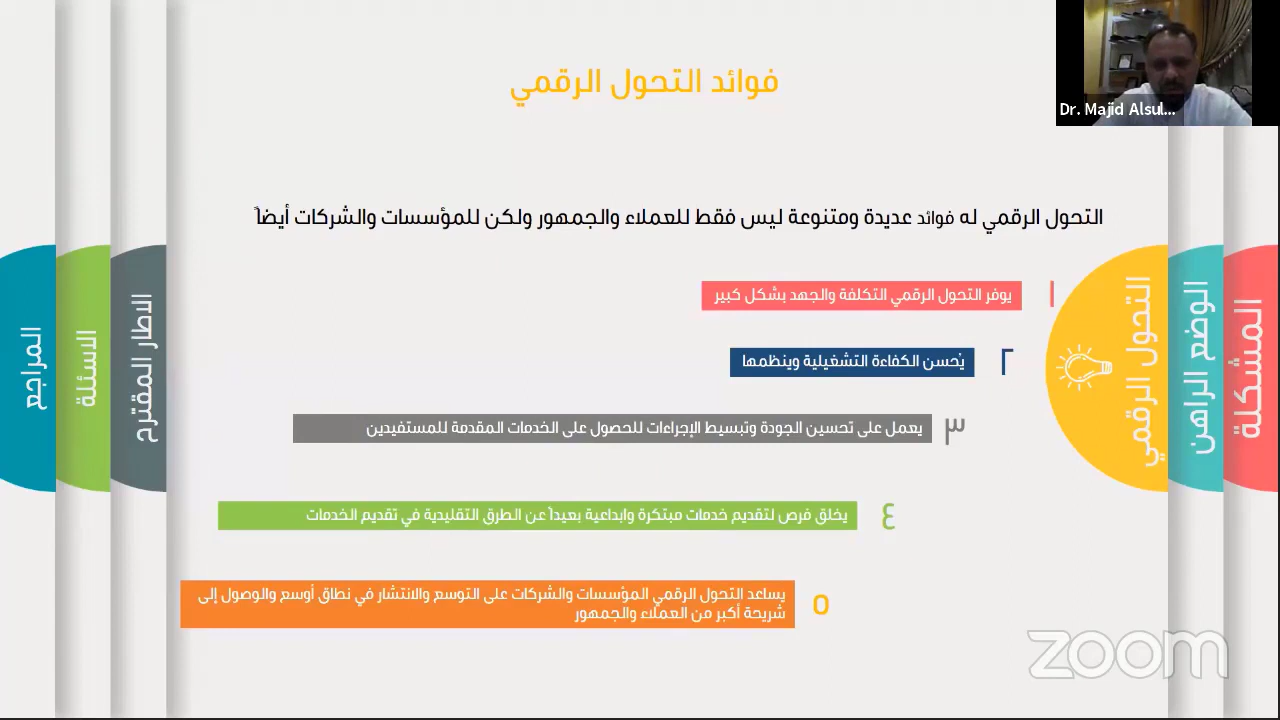 فوائد التحول الرقمي
Dr. Majid Alsul...
التحول الرقمي له فوائد عديدة ومتنوعة ليس فقط للعملاء والجمهور ولكن للمؤسسات والشركات أيضاً
١ يوفر التحول الرقمي التكلفة والجهد بشكل كبير
٢ يُحسن الكفاءة التشغيلية وينظمها
٣ يعمل على تحسين الجودة وتبسيط الإجراءات للحصول على الخدمات المقدمة للمستفيدين
٤ يخلق فرص لتقديم خدمات مبتكرة وابداعية بعيداً عن الطرق التقليدية في تقديم الخدمات
٥ يساعد التحول الرقمي المؤسسات والشركات على التوسع والانتشار في نطاق أوسع والوصول إلى
شريحة أكبر من العملاء والجمهور
المشكلة
الوضع الراهن
التحول الرقمي
الاطار المقترح
الاسئلة
المراجع
zoom